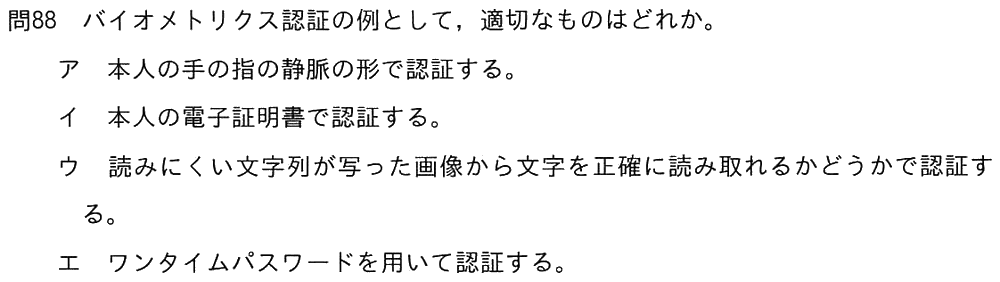 問88　バイオメトリクス認証の例として，適切なものはどれか。
ア　本人の手の指の静脈の形で認証する。
イ　本人の電子証明書で認証する。
ウ　読みにくい文字列が写った画像から文字を正確に読み取れるかどうかで認証す
る。
エ　ワンタイムパスワードを用いて認証する。